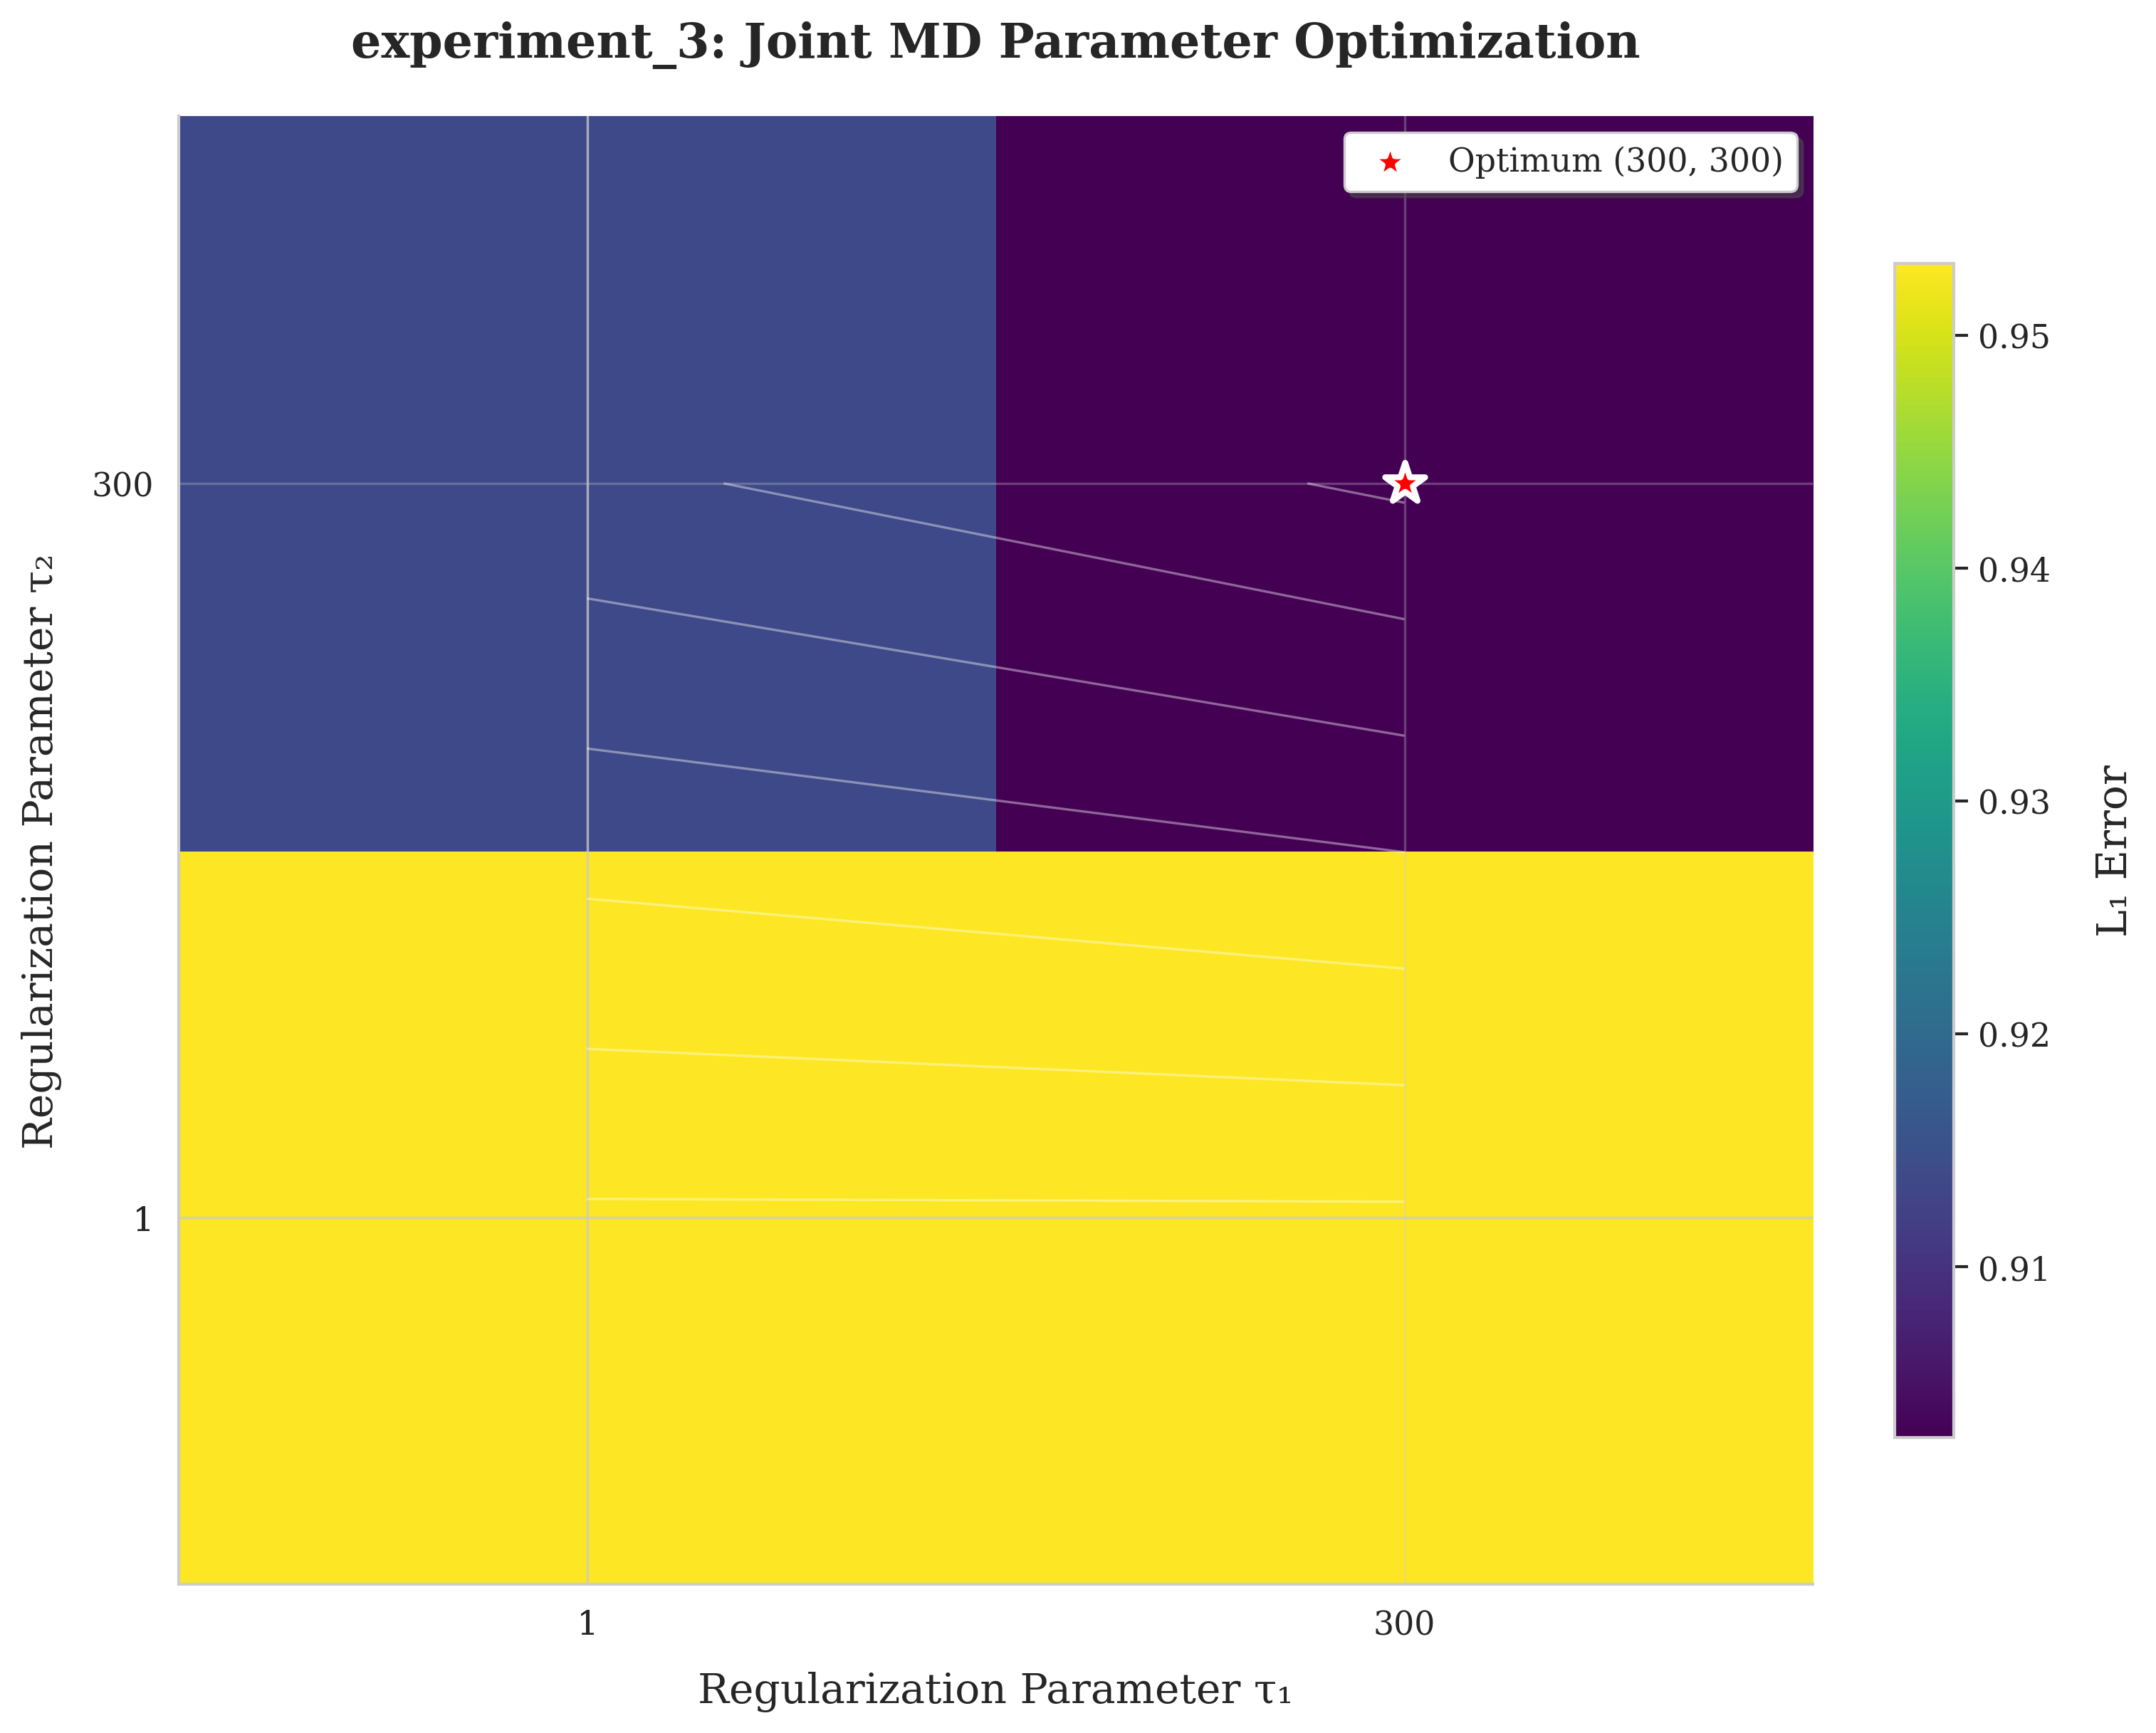 experiment_3: Joint MD Parameter Optimization
Optimum (300, 300)
Regularization Parameter τ₂
300
1
1
300
Regularization Parameter τ₁
0.95
0.94
0.93
0.92
0.91
L₁ Error